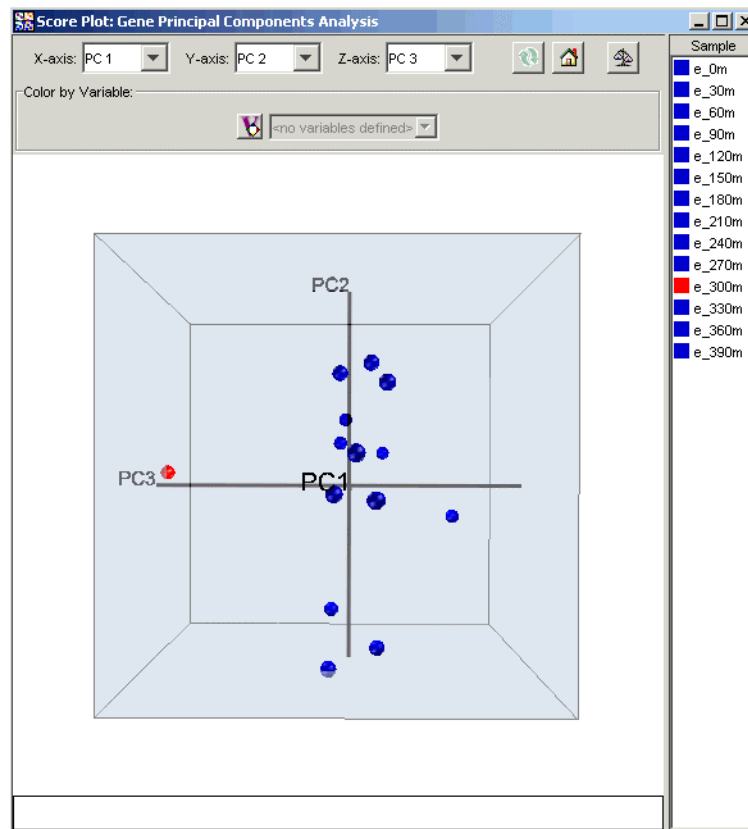 Score Plot: Gene Principal Components Analysis
X-axis: PC 1 Y-axis: PC 2 Z-axis: PC 3
Color by Variable:
<no variables defined>
PC2
PC3
PC1
Sample
e_0m
e_30m
e_60m
e_90m
e_120m
e_150m
e_180m
e_210m
e_240m
e_270m
e_300m
e_330m
e_360m
e_390m